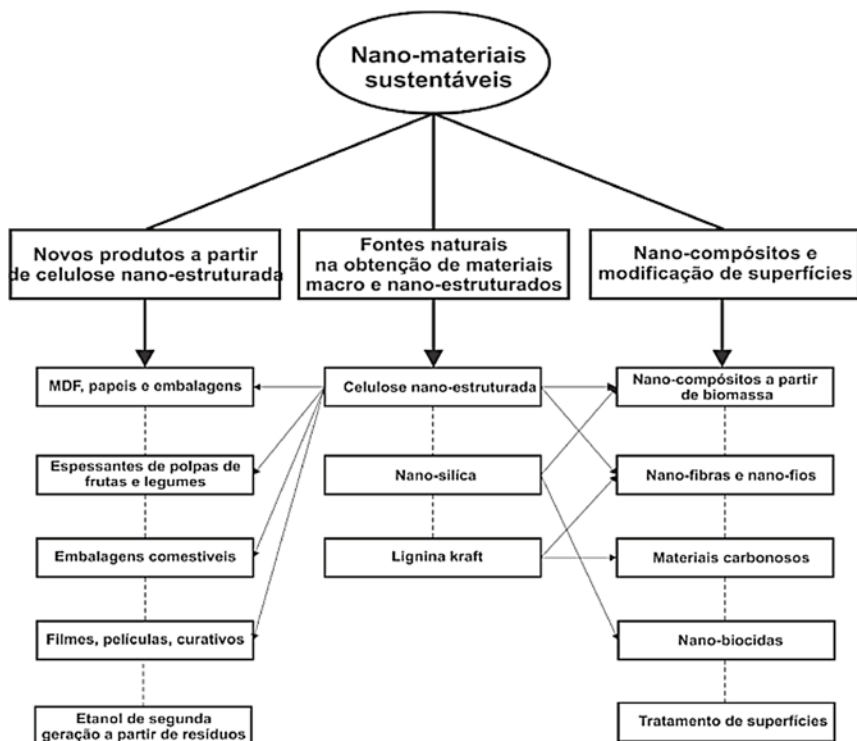 Nano-materiais
sustentáveis
Novos produtos a partir
de celulose nano-estruturada
Fontes naturais
na obtenção de materiais
macro e nano-estruturados
Nano-compósitos e
modificação de superfícies
MDF, papeis e embalagens
Espessantes de polpas de
frutas e legumes
Embalagens comestiveis
Filmes, películas, curativos
Etanol de segunda
geração a partir de resíduos
Celulose nano-estruturada
Nano-silíca
Lignina kraft
Nano-compósitos a partir
de biomassa
Nano-fibras e nano-fios
Materiais carbonosos
Nano-biocidas
Tratamento de superfícies